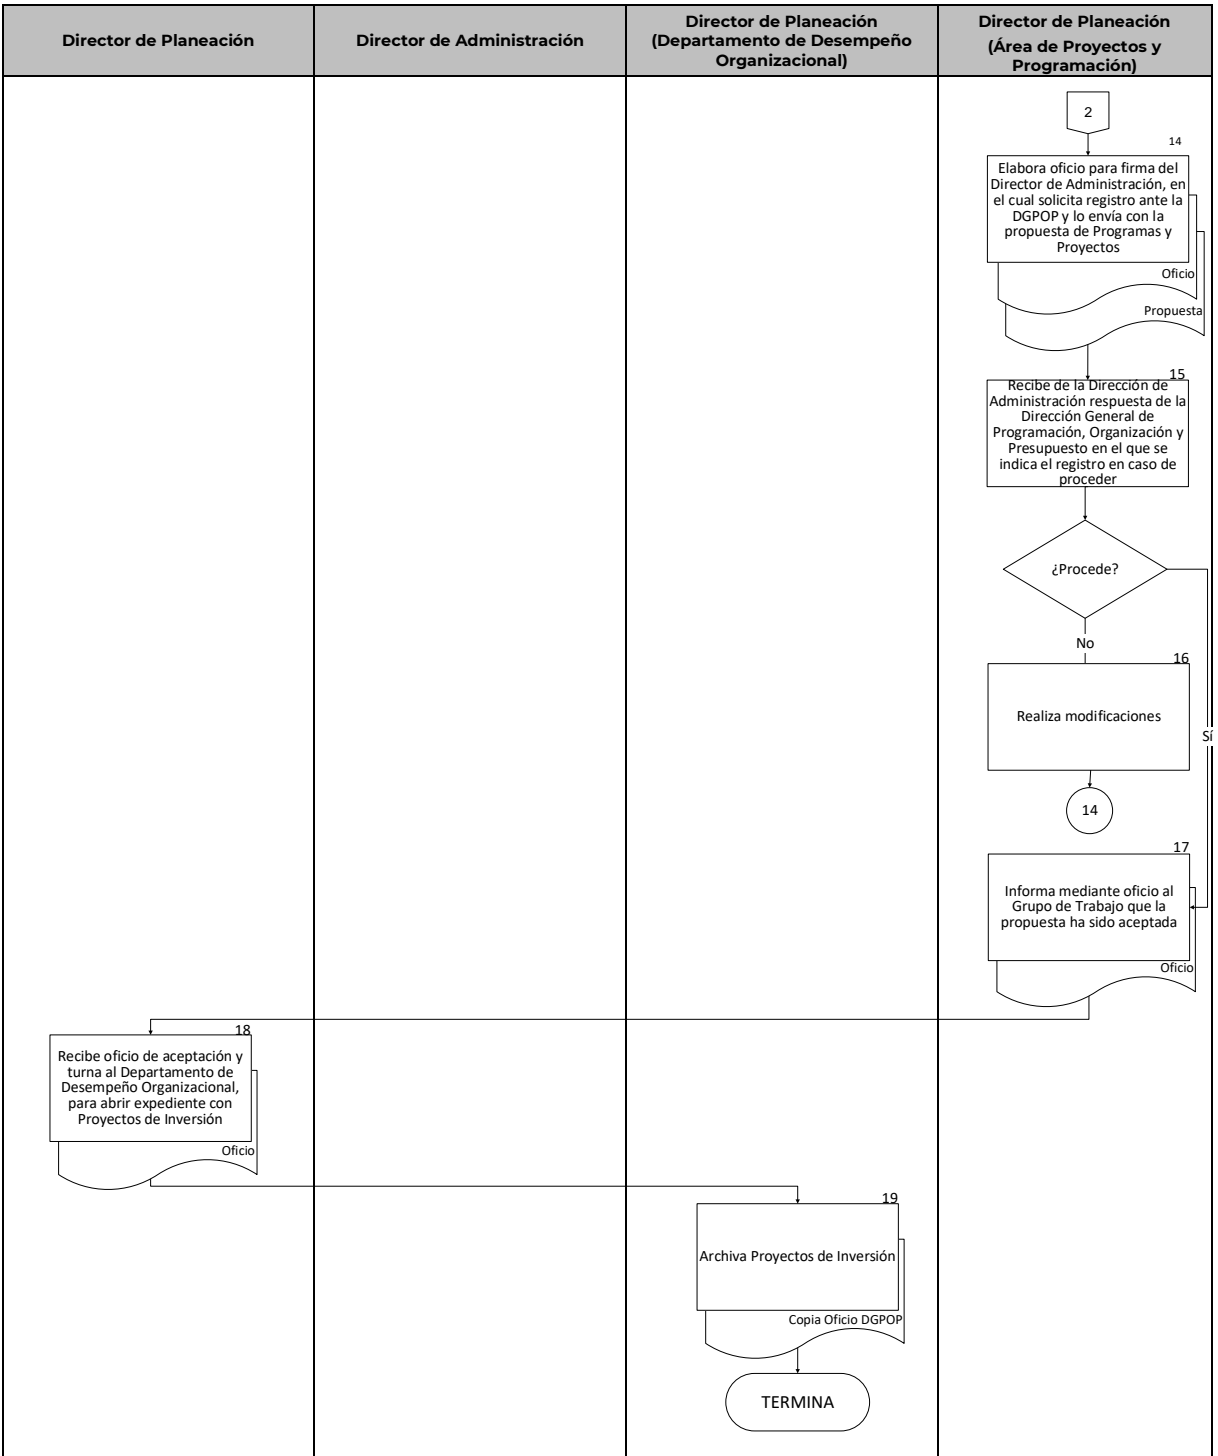 Director de Planeación
Director de Administración
Director de Planeación
(Departamento de Desempeño
Organizacional)
Director de Planeación
(Área de Proyectos y
Programación)
2
14
Elabora oficio para firma del
Director de Administración, en
el cual solicita registro ante la
DGPOP y lo envía con la
propuesta de Programas y
Proyectos
Oficio
Propuesta
15
Recibe de la Dirección de
Administración respuesta de la
Dirección General de
Programación, Organización y
Presupuesto en el que se
indica el registro en caso de
proceder
¿Procede?
No
16
Realiza modificaciones
Sí
14
17
Informa mediante oficio al
Grupo de Trabajo que la
propuesta ha sido aceptada
Oficio
18
Recibe oficio de aceptación y
turna al Departamento de
Desempeño Organizacional,
para abrir expediente con
Proyectos de Inversión
Oficio
19
Archiva Proyectos de Inversión
Copia Oficio DGPOP
TERMINA